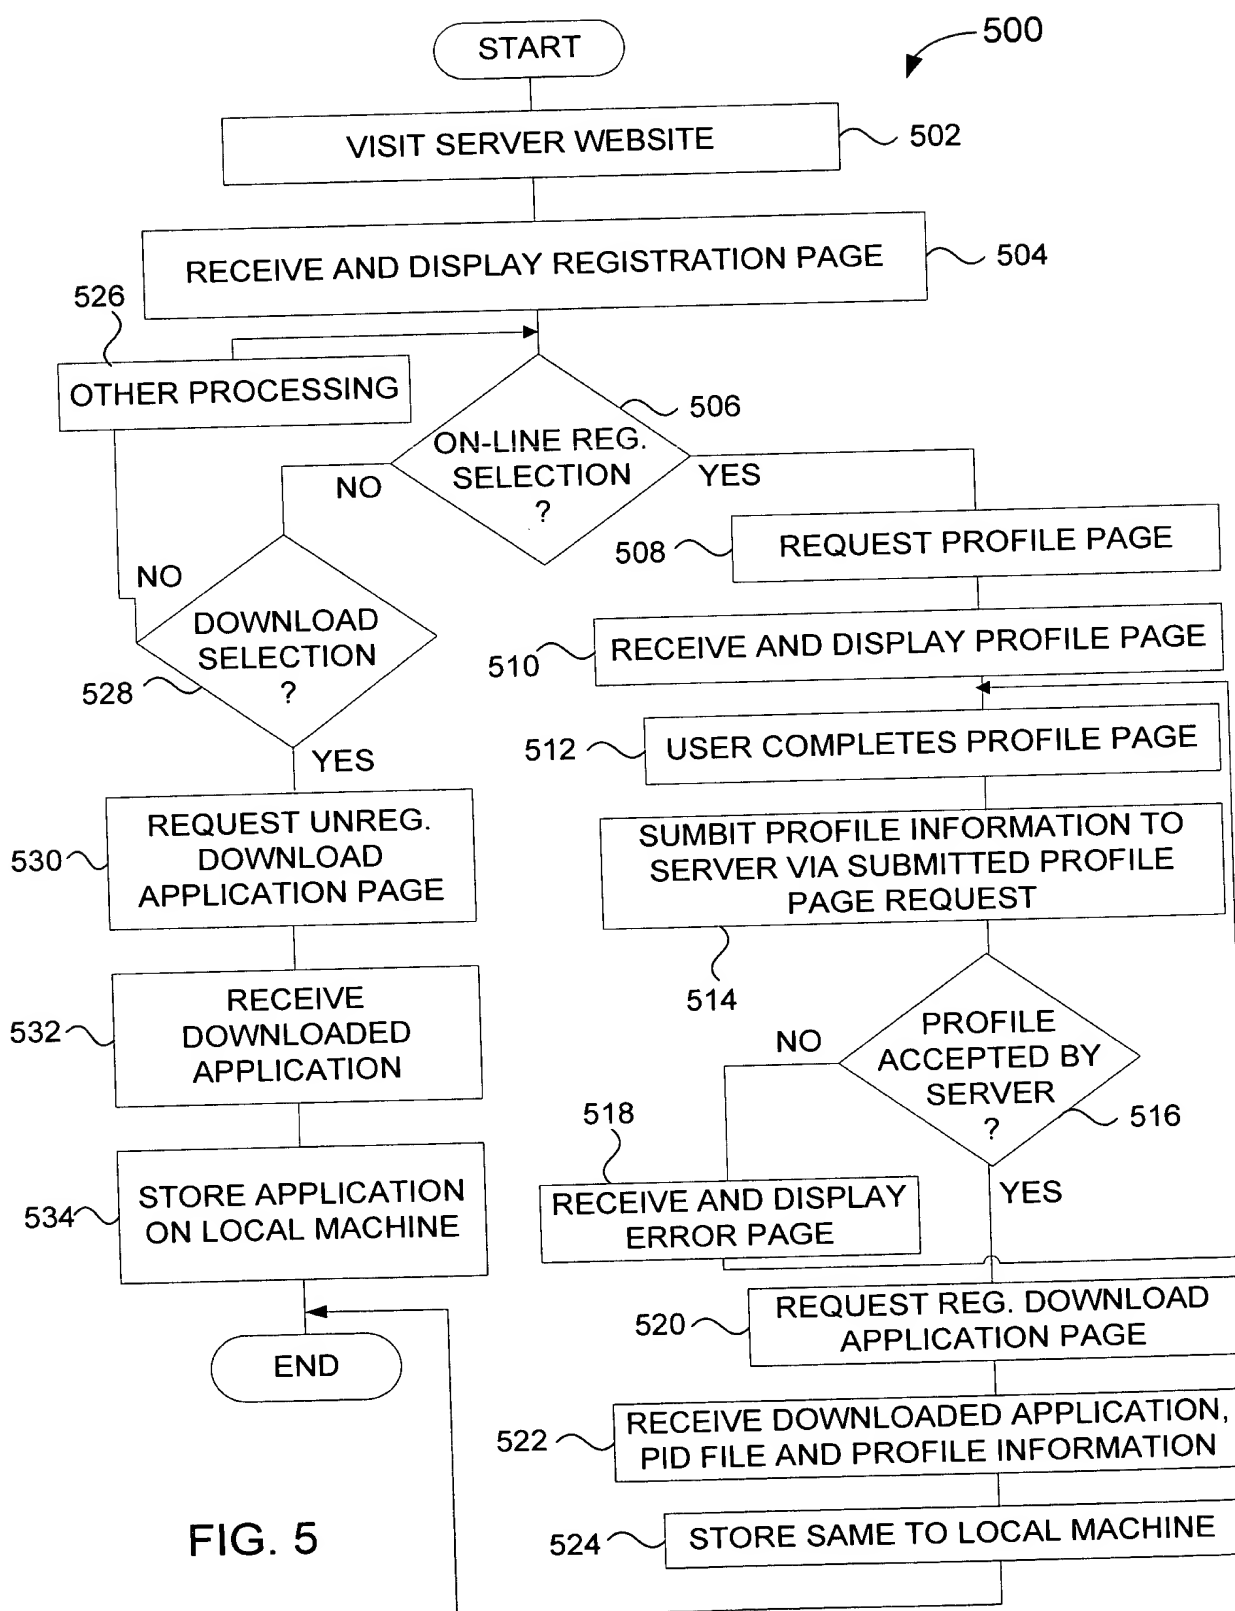 START
500
VISIT SERVER WEBSITE
502
RECEIVE AND DISPLAY REGISTRATION PAGE
504
526
OTHER PROCESSING
506
ON-LINE REG.
SELECTION
?
NO
YES
508
REQUEST PROFILE PAGE
NO
DOWNLOAD
SELECTION
?
528
YES
510
RECEIVE AND DISPLAY PROFILE PAGE
512
USER COMPLETES PROFILE PAGE
530
REQUEST UNREG.
DOWNLOAD
APPLICATION PAGE
SUMBIT PROFILE INFORMATION TO
SERVER VIA SUBMITTED PROFILE
PAGE REQUEST
514
532
RECEIVE
DOWNLOADED
APPLICATION
NO
PROFILE
ACCEPTED BY
SERVER
?
516
518
YES
RECEIVE AND DISPLAY
ERROR PAGE
534
STORE APPLICATION
ON LOCAL MACHINE
520
REQUEST REG. DOWNLOAD
APPLICATION PAGE
END
522
RECEIVE DOWNLOADED APPLICATION,
PID FILE AND PROFILE INFORMATION
524
STORE SAME TO LOCAL MACHINE
FIG. 5